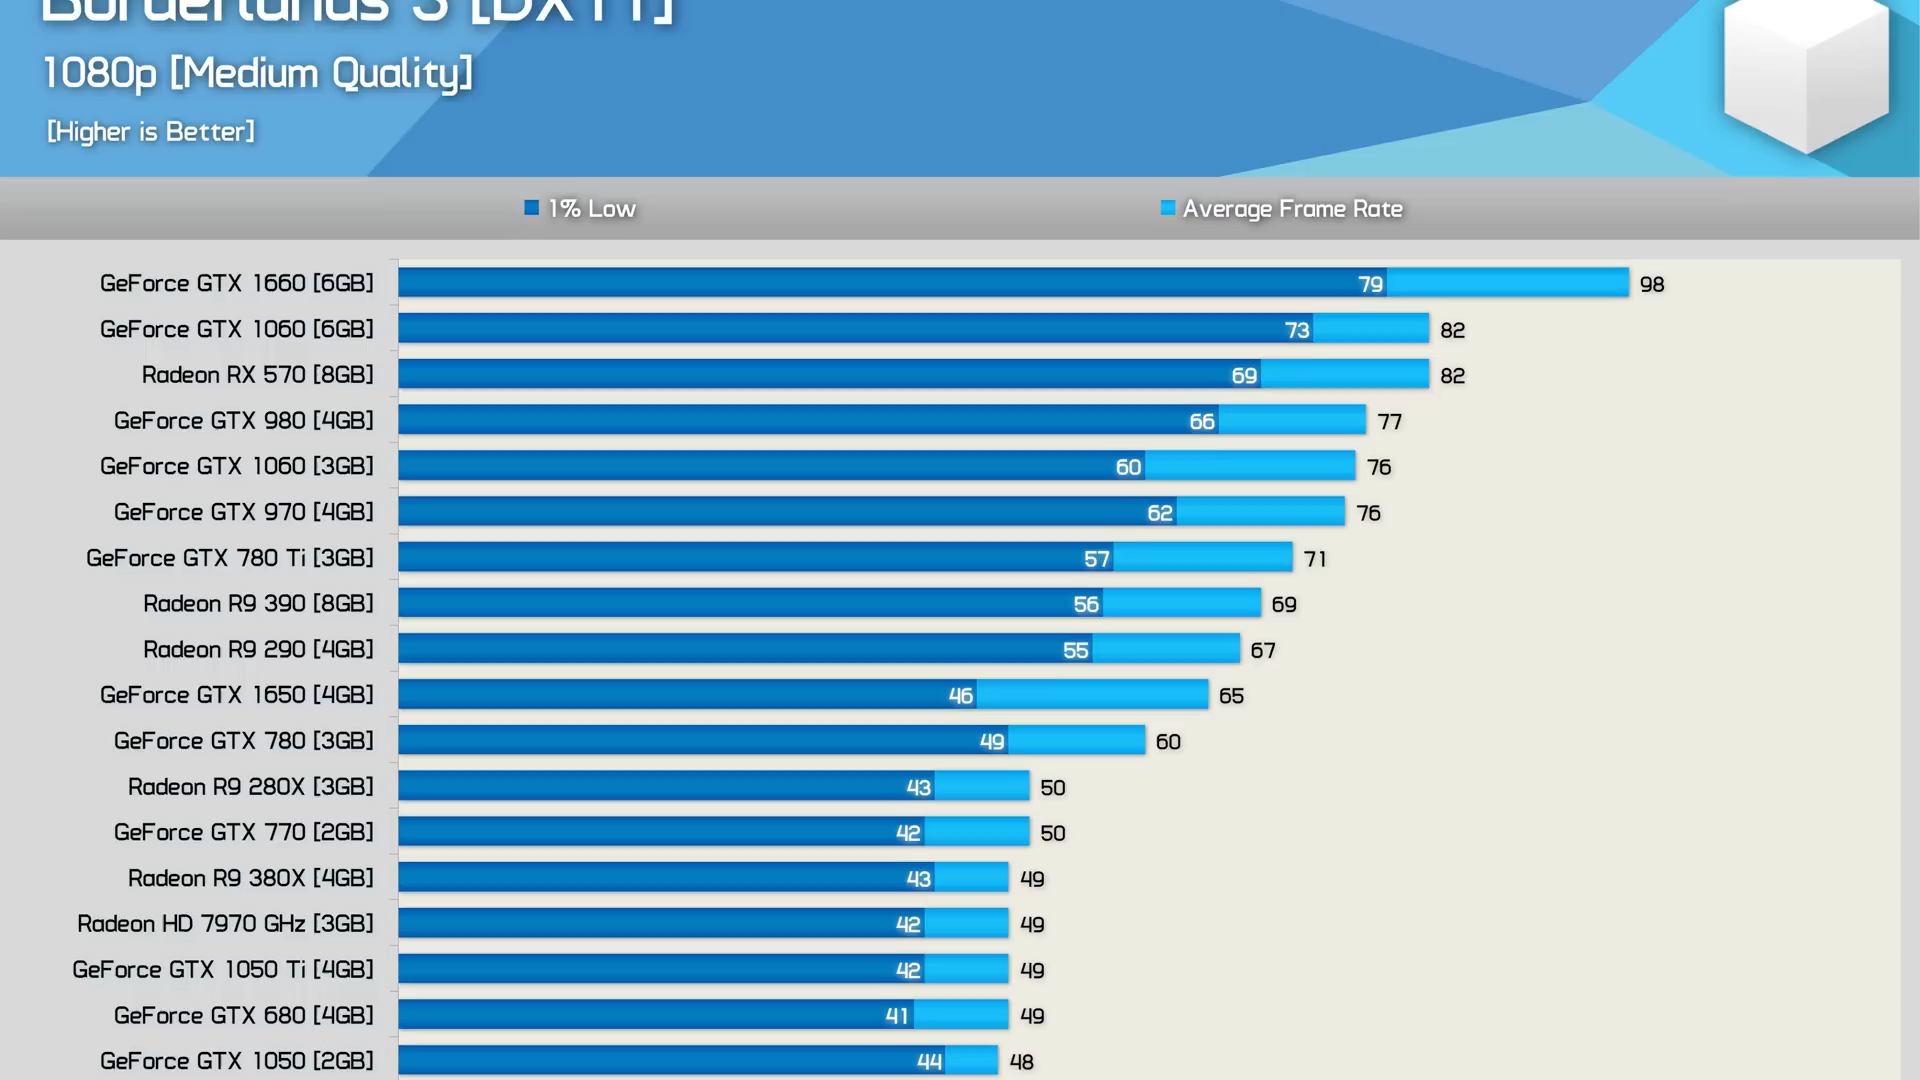 Borderlands 3 [DX11]
1080p [Medium Quality]
[Higher is Better]
1% Low Average Frame Rate
GeForce GTX 1660 [6GB] 79 98
GeForce GTX 1060 [6GB] 73 82
Radeon RX 570 [8GB] 69 82
GeForce GTX 980 [4GB] 66 77
GeForce GTX 1060 [3GB] 60 76
GeForce GTX 970 [4GB] 62 76
GeForce GTX 780 Ti [3GB] 57 71
Radeon R9 390 [8GB] 56 69
Radeon R9 290 [4GB] 55 67
GeForce GTX 1650 [4GB] 46 65
GeForce GTX 780 [3GB] 49 60
Radeon R9 280X [3GB] 43 50
GeForce GTX 770 [2GB] 42 50
Radeon R9 380X [4GB] 43 49
Radeon HD 7970 GHz [3GB] 42 49
GeForce GTX 1050 Ti [4GB] 42 49
GeForce GTX 680 [4GB] 41 49
GeForce GTX 1050 [2GB] 44 48